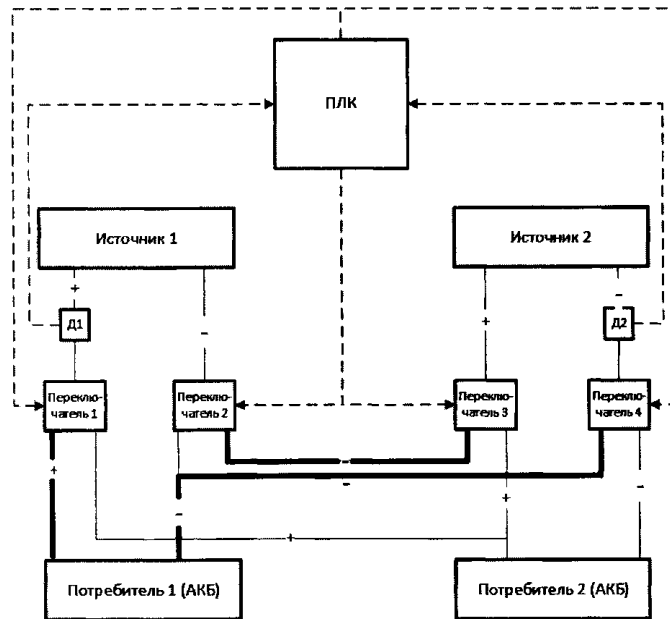 ПЛК
Источник 1
Источник 2
+
-
+
-
Д1
Д2
Переклю-
чатель 1
Переклю-
чатель 2
Переклю-
чатель 3
Переклю-
чатель 4
+
-
-
-
+
-
+
Потребитель 1 (АКБ)
Потребитель 2 (АКБ)